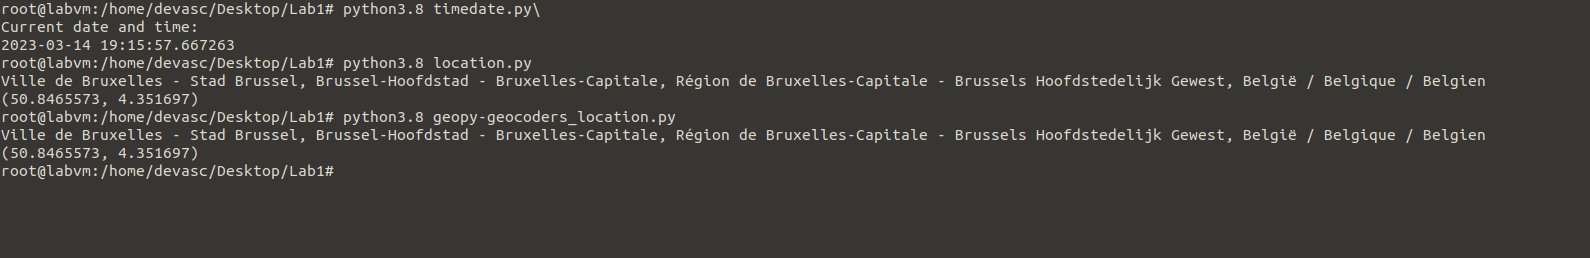 root@labvm:/home/devasc/Desktop/Lab1# python3.8 timedate.py\
Current date and time:
2023-03-14 19:15:57.667263
root@labvm:/home/devasc/Desktop/Lab1# python3.8 location.py
Ville de Bruxelles - Stad Brussel, Brussel-Hoofdstad - Bruxelles-Capitale, Région de Bruxelles-Capitale - Brussels Hoofdstedelijk Gewest, België / Belgique / Belgien
(50.8465573, 4.351697)
root@labvm:/home/devasc/Desktop/Lab1# python3.8 geopy-geocoders_location.py
Ville de Bruxelles - Stad Brussel, Brussel-Hoofdstad - Bruxelles-Capitale, Région de Bruxelles-Capitale - Brussels Hoofdstedelijk Gewest, België / Belgique / Belgien
(50.8465573, 4.351697)
root@labvm:/home/devasc/Desktop/Lab1#